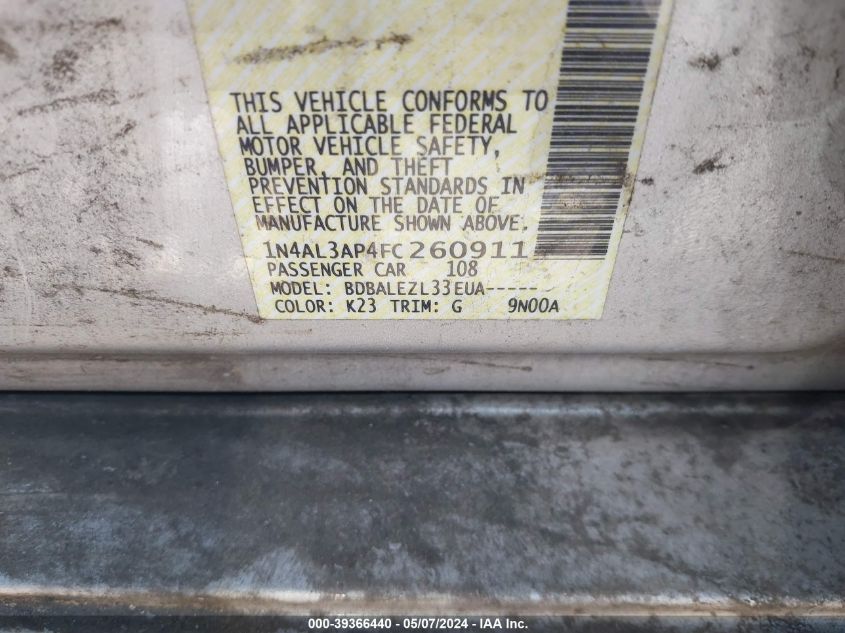 THIS VEHICLE CONFORMS TO
ALL APPLICABLE FEDERAL
MOTOR VEHICLE SAFETY,
BUMPER, AND THEFT
PREVENTION STANDARDS IN
EFFECT ON THE DATE OF
MANUFACTURE SHOWN ABOVE.
1N4AL3AP4FC260911
PASSENGER CAR 108
MODEL: BDBALEZL33EUA-----
COLOR: K23 TRIM: G 9N00A
000-39366440 - 05/07/2024 - IAA Inc.